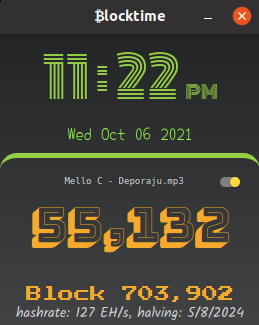 ₿locktime
11:22 PM
Wed Oct 06 2021
Mello C - Deporaju.mp3
55,132
Block 703,902
hashrate: 127 EH/s, halving: 5/8/2024